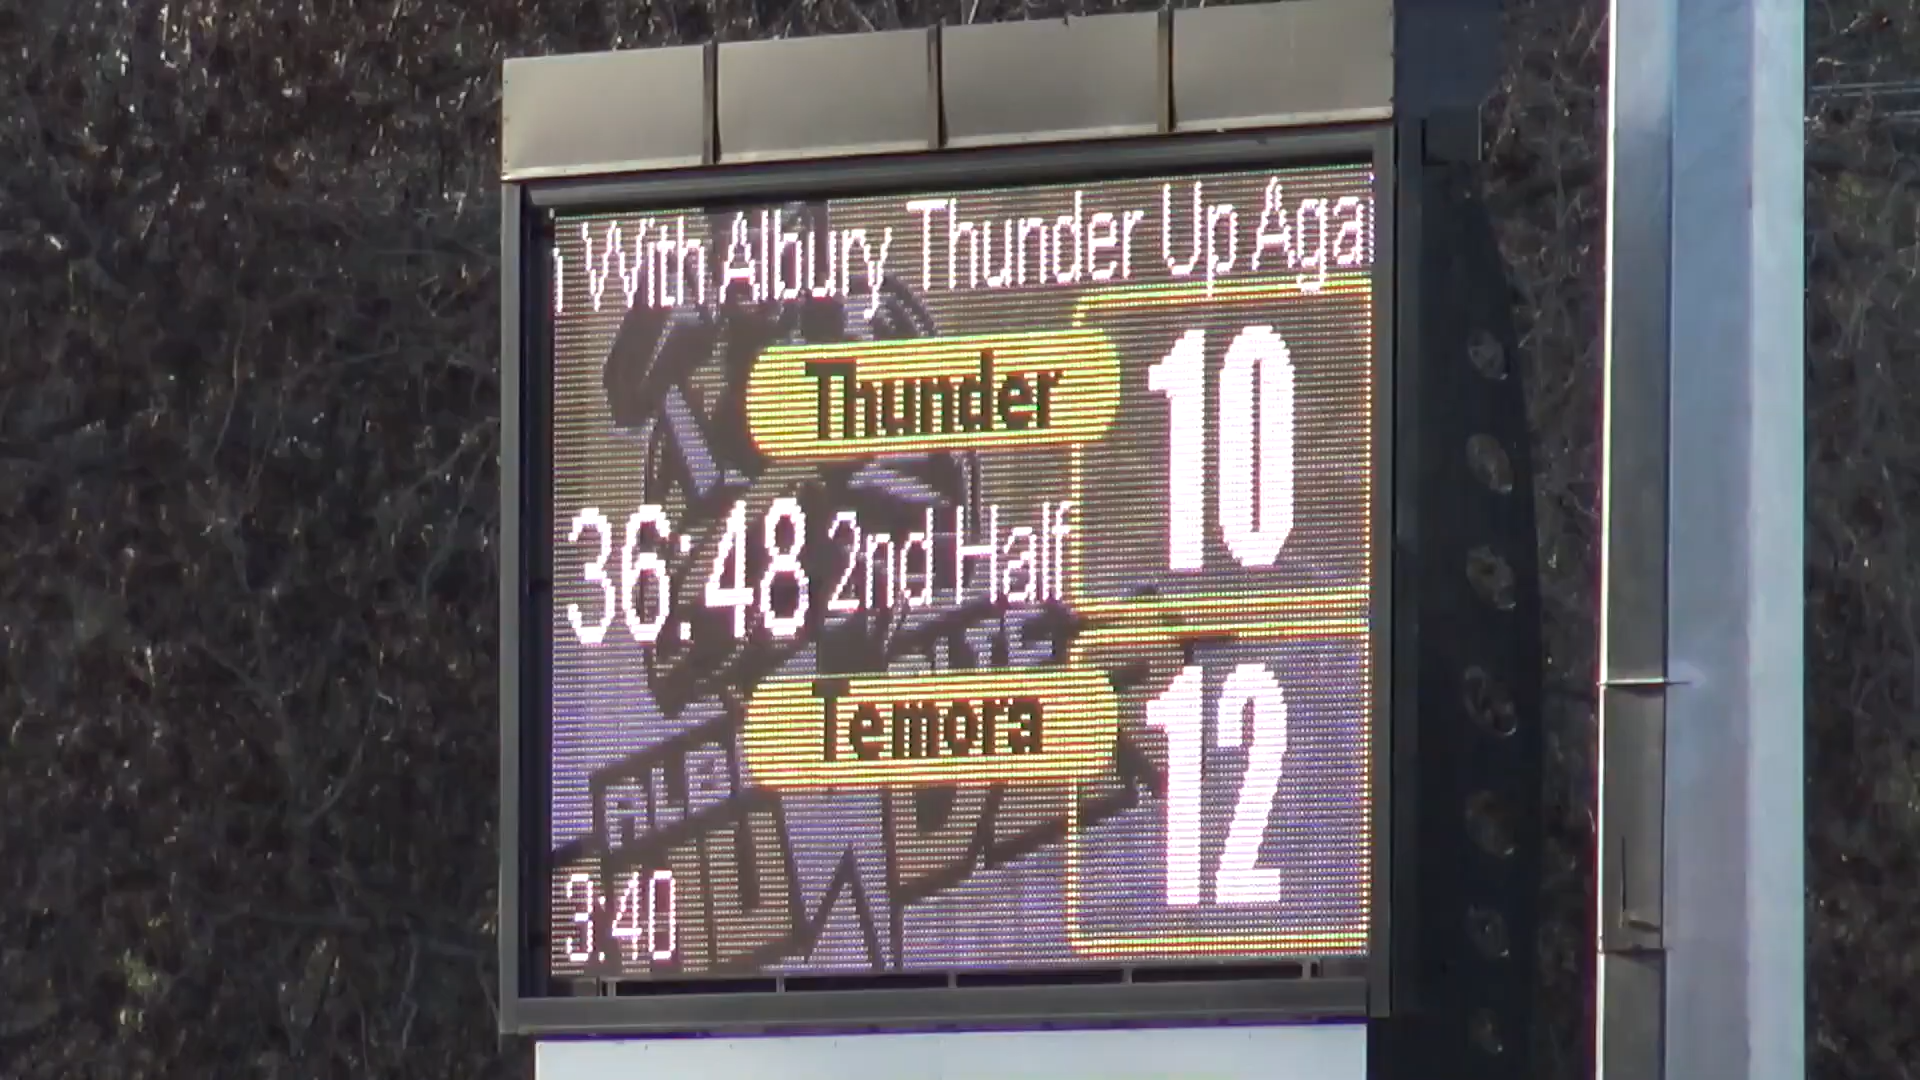 With Albury Thunder Up Aga
Thunder
10
36:48 2nd Half
Temora
12
3:40